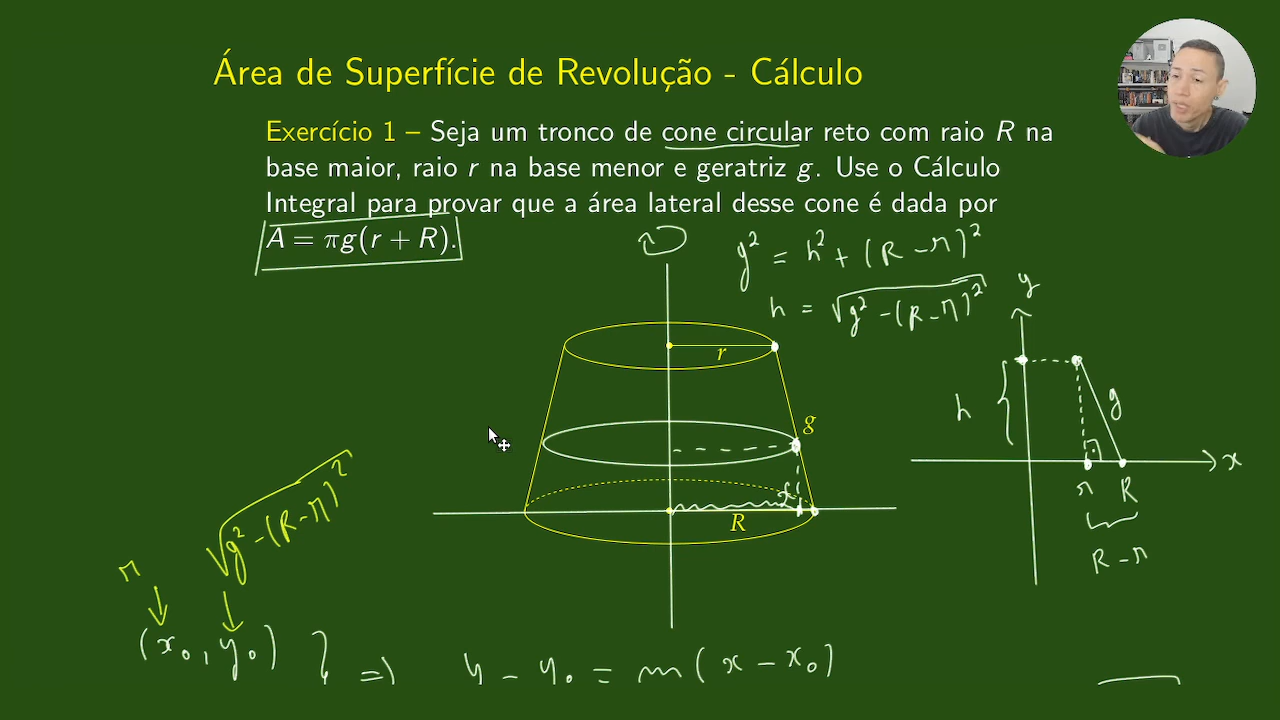 Área de Superfície de Revolução - Cálculo
Exercício 1 – Seja um tronco de cone circular reto com raio R na
base maior, raio r na base menor e geratriz g. Use o Cálculo
Integral para provar que a área lateral desse cone é dada por
A = πg(r + R).
g² = h² + (R - r)²
h = √(g² - (R - r)²)
y
r
g
h
g
x
x
R
r R
R - r
r
√(g² - (R - r)²)
(x₀, y₀) } ⇒ y - y₀ = m(x - x₀)